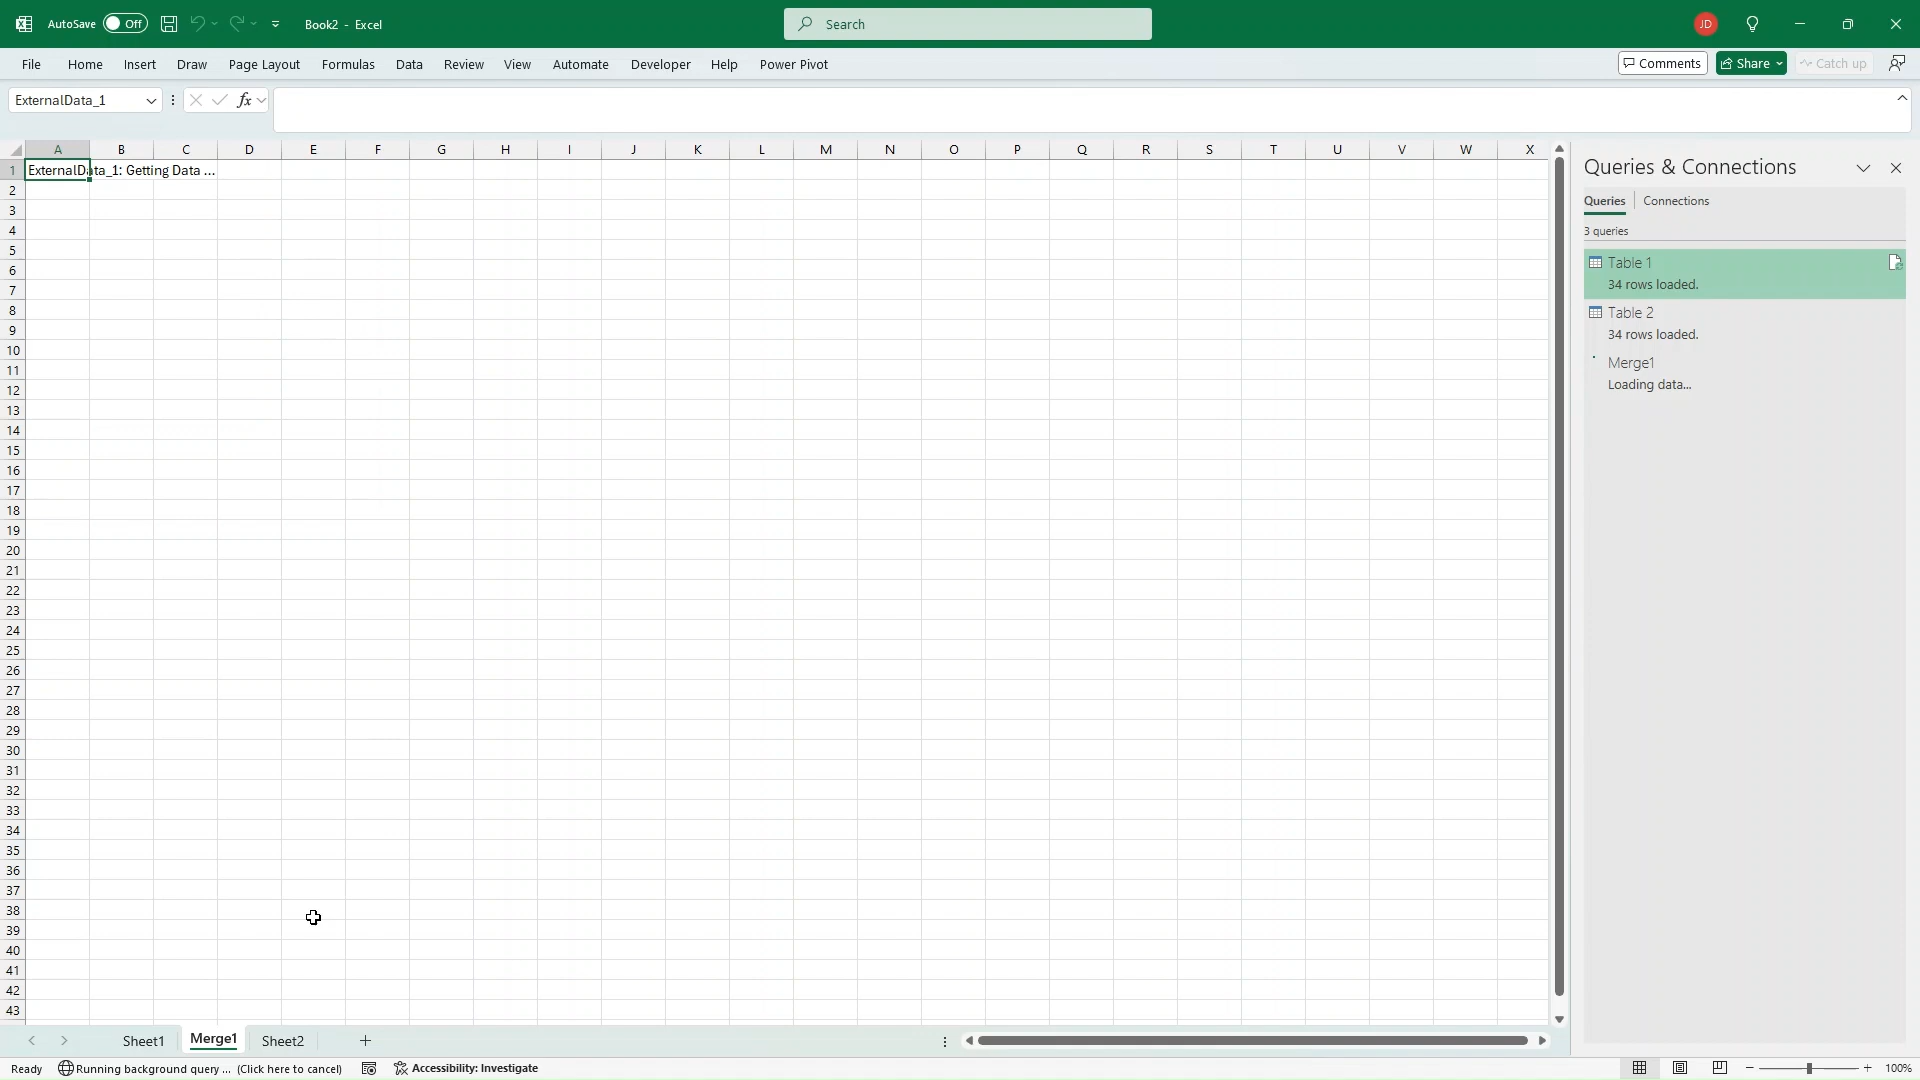 AutoSave Off Book2 - Excel Search JD
File Home Insert Draw Page Layout Formulas Data Review View Automate Developer Help Power Pivot Comments Share Catch up
ExternalData_1 fx
A B C D E F G H I J K L M N O P Q R S T U V W X
1 ExternalData_1: Getting Data ...
2
3
4
5
6
7
8
9
10
11
12
13
14
15
16
17
18
19
20
21
22
23
24
25
26
27
28
29
30
31
32
33
34
35
36
37
38
39
40
41
42
43
Queries & Connections
Queries Connections
3 queries
Table 1
34 rows loaded.
Table 2
34 rows loaded.
Merge1
Loading data...
Sheet1 Merge1 Sheet2
Ready Running background query ... (Click here to cancel) Accessibility: Investigate 100%